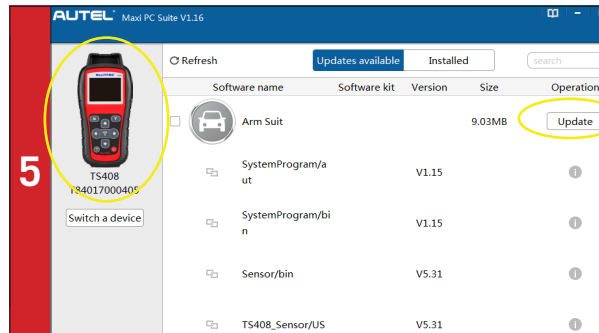 AUTEL Maxi PC Suite V1.16
Refresh Updates available Installed search
Software name Software kit Version Size Operation
Arm Suit 9.03MB Update
5
TS408
T84017000405
Switch a device
SystemProgram/a
ut V1.15
SystemProgram/bi
n V1.15
Sensor/bin V5.31
TS408_Sensor/US V5.31